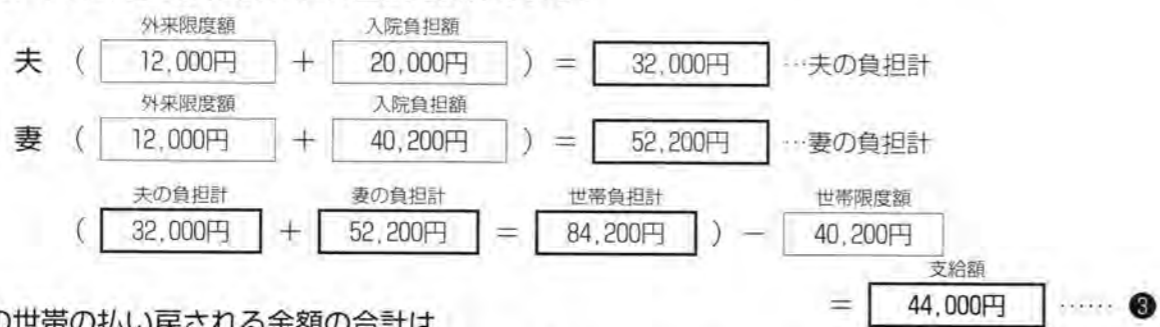 外来限度額 入院負担額
夫 ( 12,000円 + 20,000円 ) = 32,000円 …夫の負担計
外来限度額 入院負担額
妻 ( 12,000円 + 40,200円 ) = 52,200円 …妻の負担計
夫の負担計 妻の負担計 世帯負担計 世帯限度額
( 32,000円 + 52,200円 = 84,200円 ) − 40,200円
支給額
= 44,000円 …… ❸
の世帯の払い戻される金額の合計は